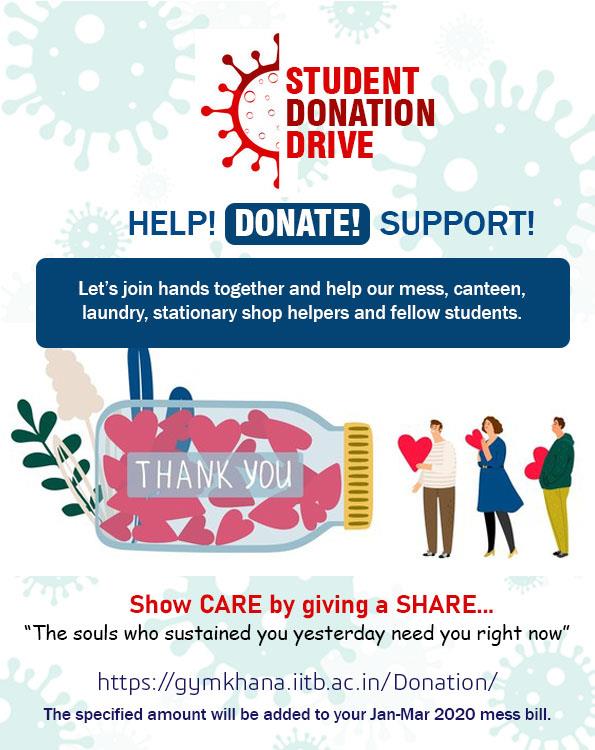 STUDENT
DONATION
DRIVE
HELP! DONATE! SUPPORT!
Let's join hands together and help our mess, canteen,
laundry, stationary shop helpers and fellow students.
THANK YOU
Show CARE by giving a SHARE...
“The souls who sustained you yesterday need you right now”
https://gymkhana.iitb.ac.in/Donation/
The specified amount will be added to your Jan-Mar 2020 mess bill.